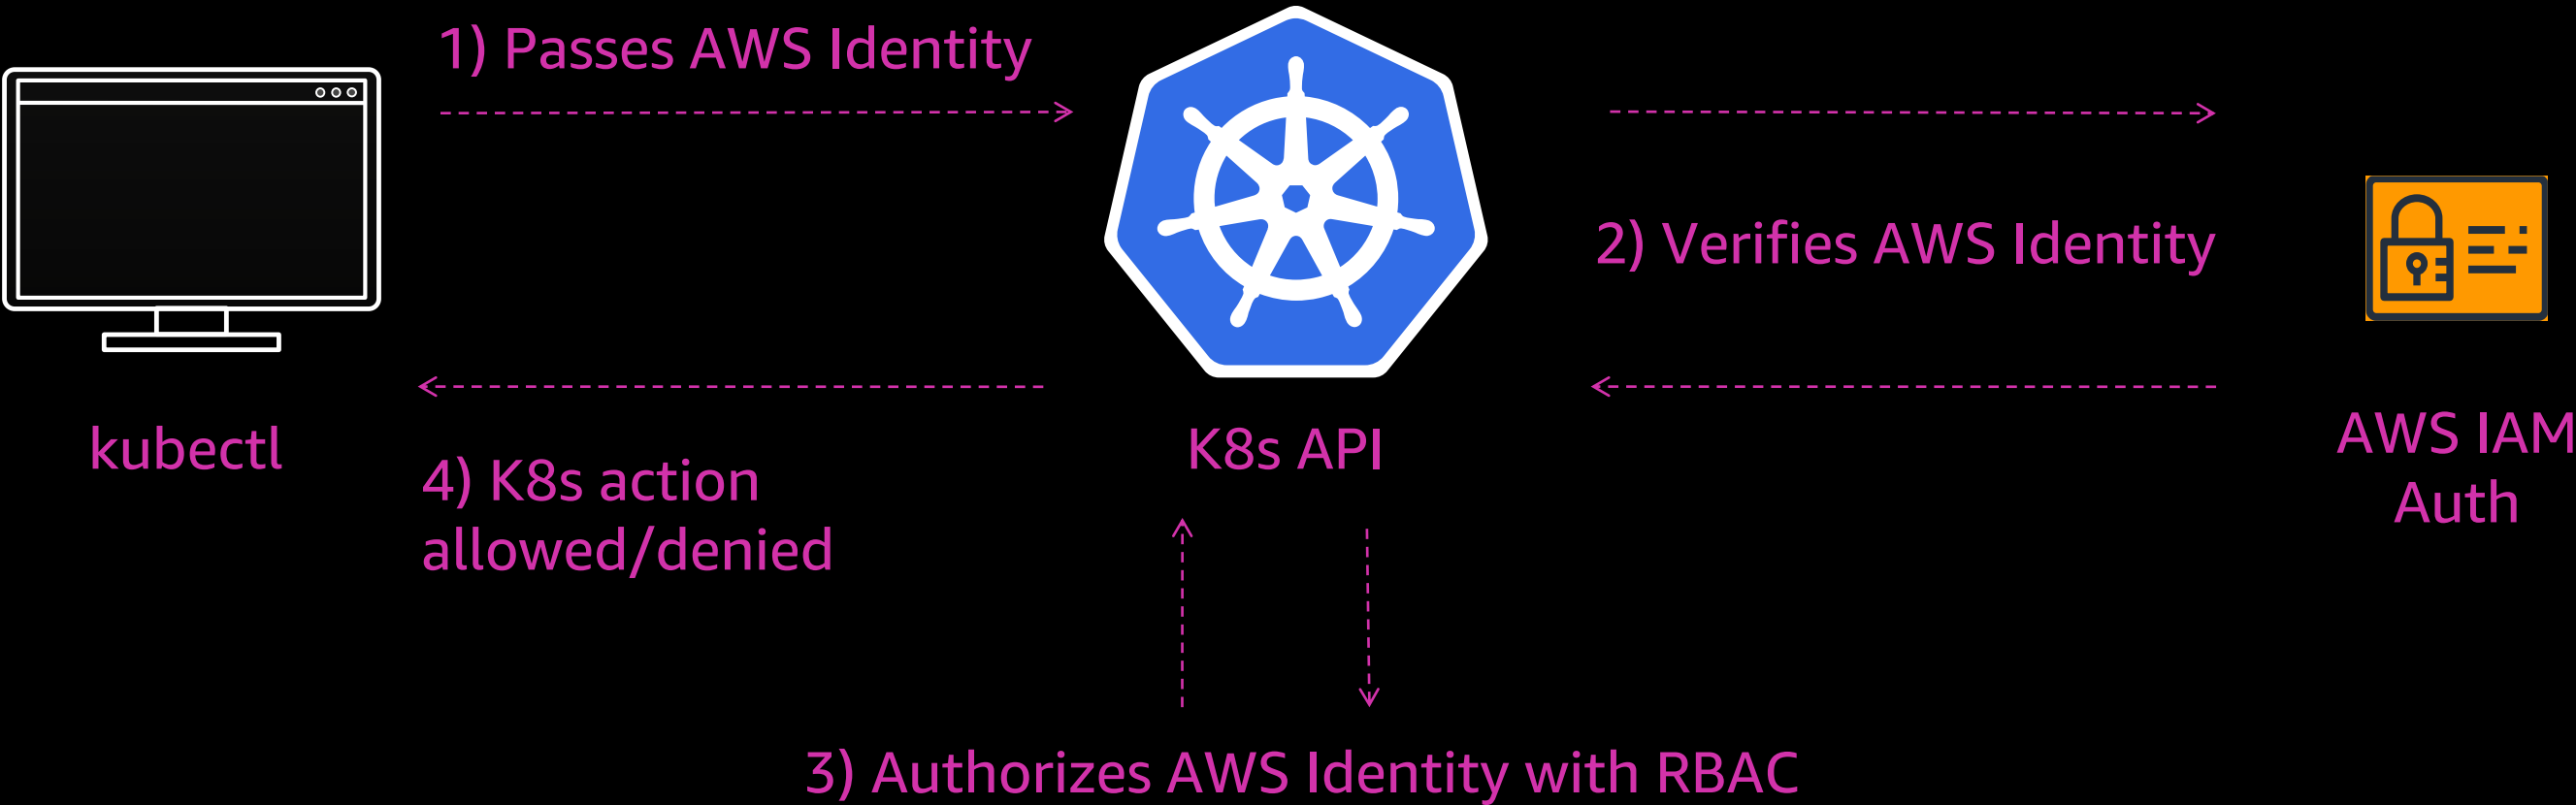 1) Passes AWS Identity
2) Verifies AWS Identity
kubectl
K8s API
AWS IAM
Auth
4) K8s action
allowed/denied
3) Authorizes AWS Identity with RBAC